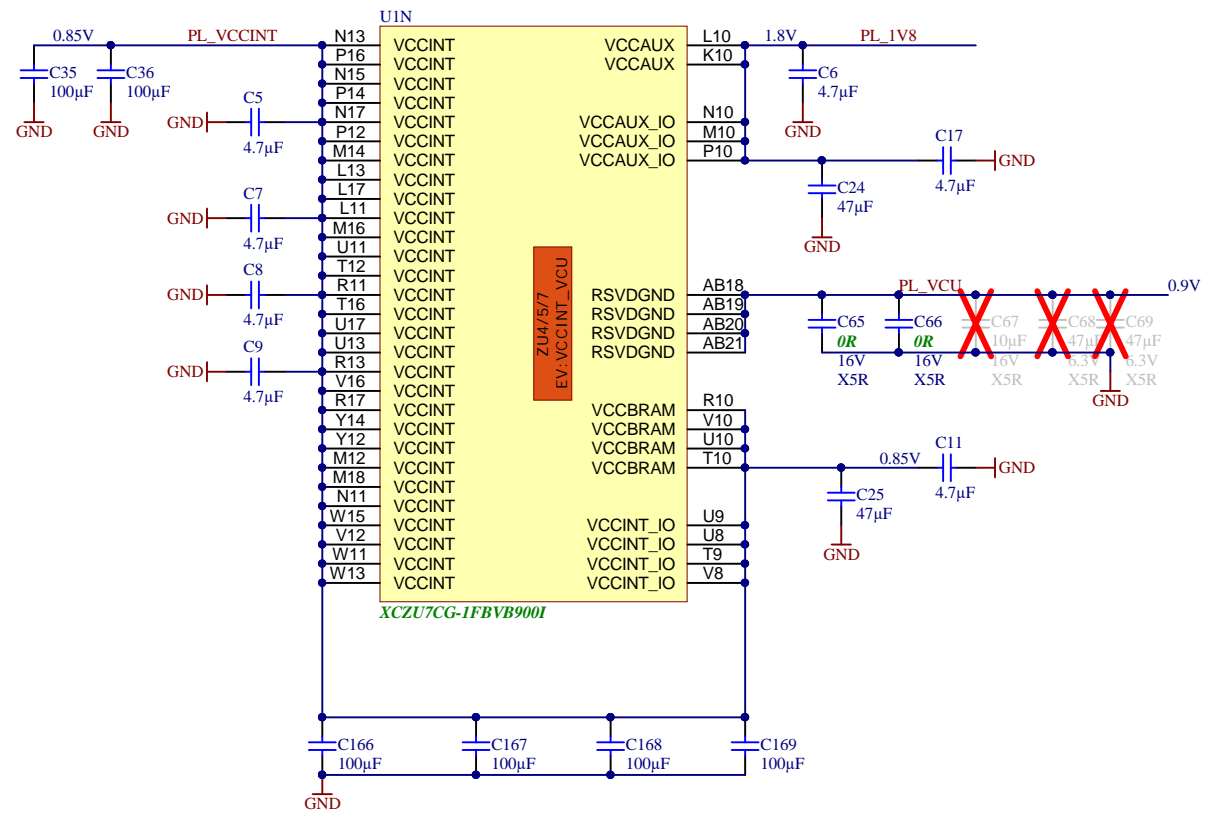 U1N
0.85V PL_VCCINT N13 VCCINT VCCAUX L10 1.8V PL_1V8
P16 VCCINT VCCAUX K10
C35 C36 N15 VCCINT C6
100µF 100µF P14 VCCINT 4.7µF
C5
GND N17 VCCINT VCCAUX_IO N10
GND GND P12 VCCINT VCCAUX_IO M10 GND
C17
4.7µF M14 VCCINT VCCAUX_IO P10 GND
L13 VCCINT 4.7µF
C7 L17 VCCINT C24
GND L11 VCCINT 47µF
4.7µF M16 VCCINT GND
U11 VCCINT
C8 T12 VCCINT
GND R11 VCCINT RSVDGND AB18 PL_VCU 0.9V
4.7µF T16 VCCINT RSVDGND AB19
U17 VCCINT RSVDGND AB20 C65 C66 C67 C68 C69
C9 U13 VCCINT RSVDGND AB21 0R 0R 10µF 47µF 47µF
GND R13 VCCINT 16V 16V 16V 6.3V 6.3V
4.7µF V16 VCCINT X5R X5R X5R X5R X5R
GND
ZU4/5/7
EV:VCCINT_VCU
R17 VCCINT VCCBRAM R10
Y14 VCCINT VCCBRAM V10
Y12 VCCINT VCCBRAM U10
C11
M12 VCCINT VCCBRAM T10 0.85V GND
4.7µF
M18 VCCINT C25
N11 VCCINT 47µF
W15 VCCINT VCCINT_IO U9
V12 VCCINT VCCINT_IO U8 GND
W11 VCCINT VCCINT_IO T9
W13 VCCINT VCCINT_IO V8
XCZU7CG-1FBVB900I
C166 C167 C168 C169
100µF 100µF 100µF 100µF
GND